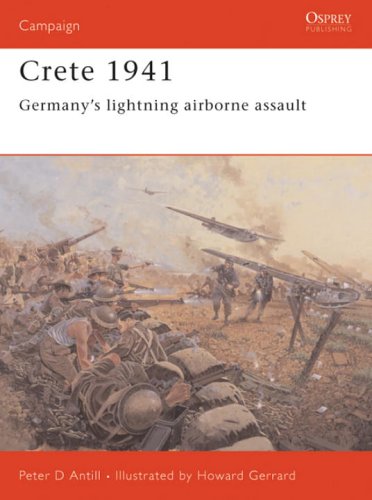 Campaign
OSPREY
PUBLISHING
Crete 1941
Germany's lightning airborne assault
Peter D Antill • Illustrated by Howard Gerrard